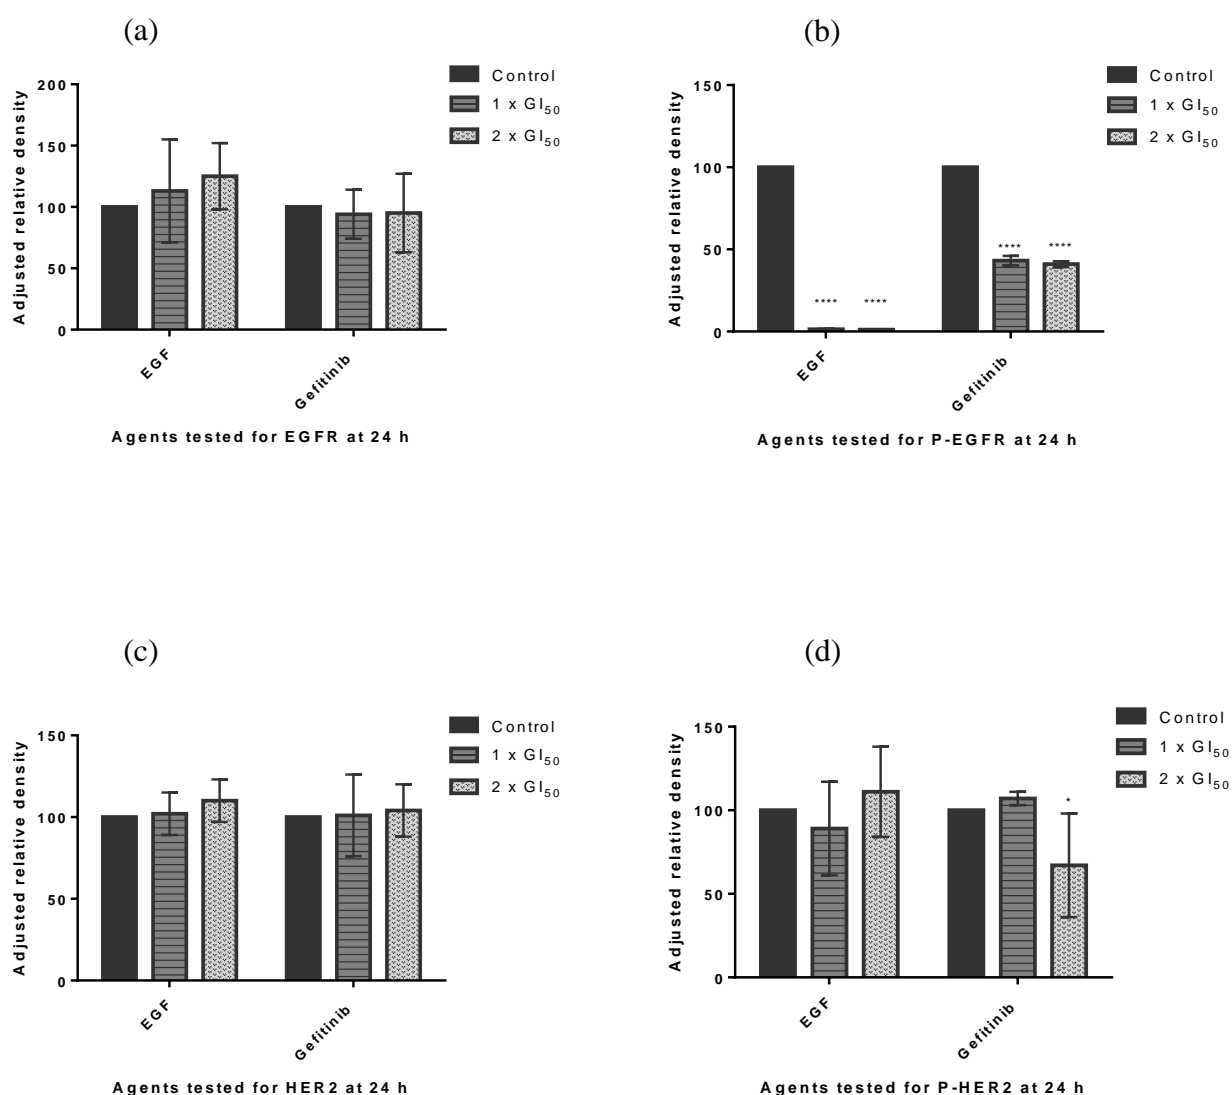 (a)
Control
1 x GI50
2 x GI50
Adjusted relative density
200
150
100
50
0
EGF
Gefitinib
Agents tested for EGFR at 24 h
(b)
Control
1 x GI50
2 x GI50
Adjusted relative density
150
100
50
0
****
****
****
****
EGF
Gefitinib
Agents tested for P-EGFR at 24 h
(c)
Control
1 x GI50
2 x GI50
Adjusted relative density
150
100
50
0
EGF
Gefitinib
Agents tested for HER2 at 24 h
(d)
Control
1 x GI50
2 x GI50
Adjusted relative density
150
100
50
0
*
EGF
Gefitinib
Agents tested for P-HER2 at 24 h